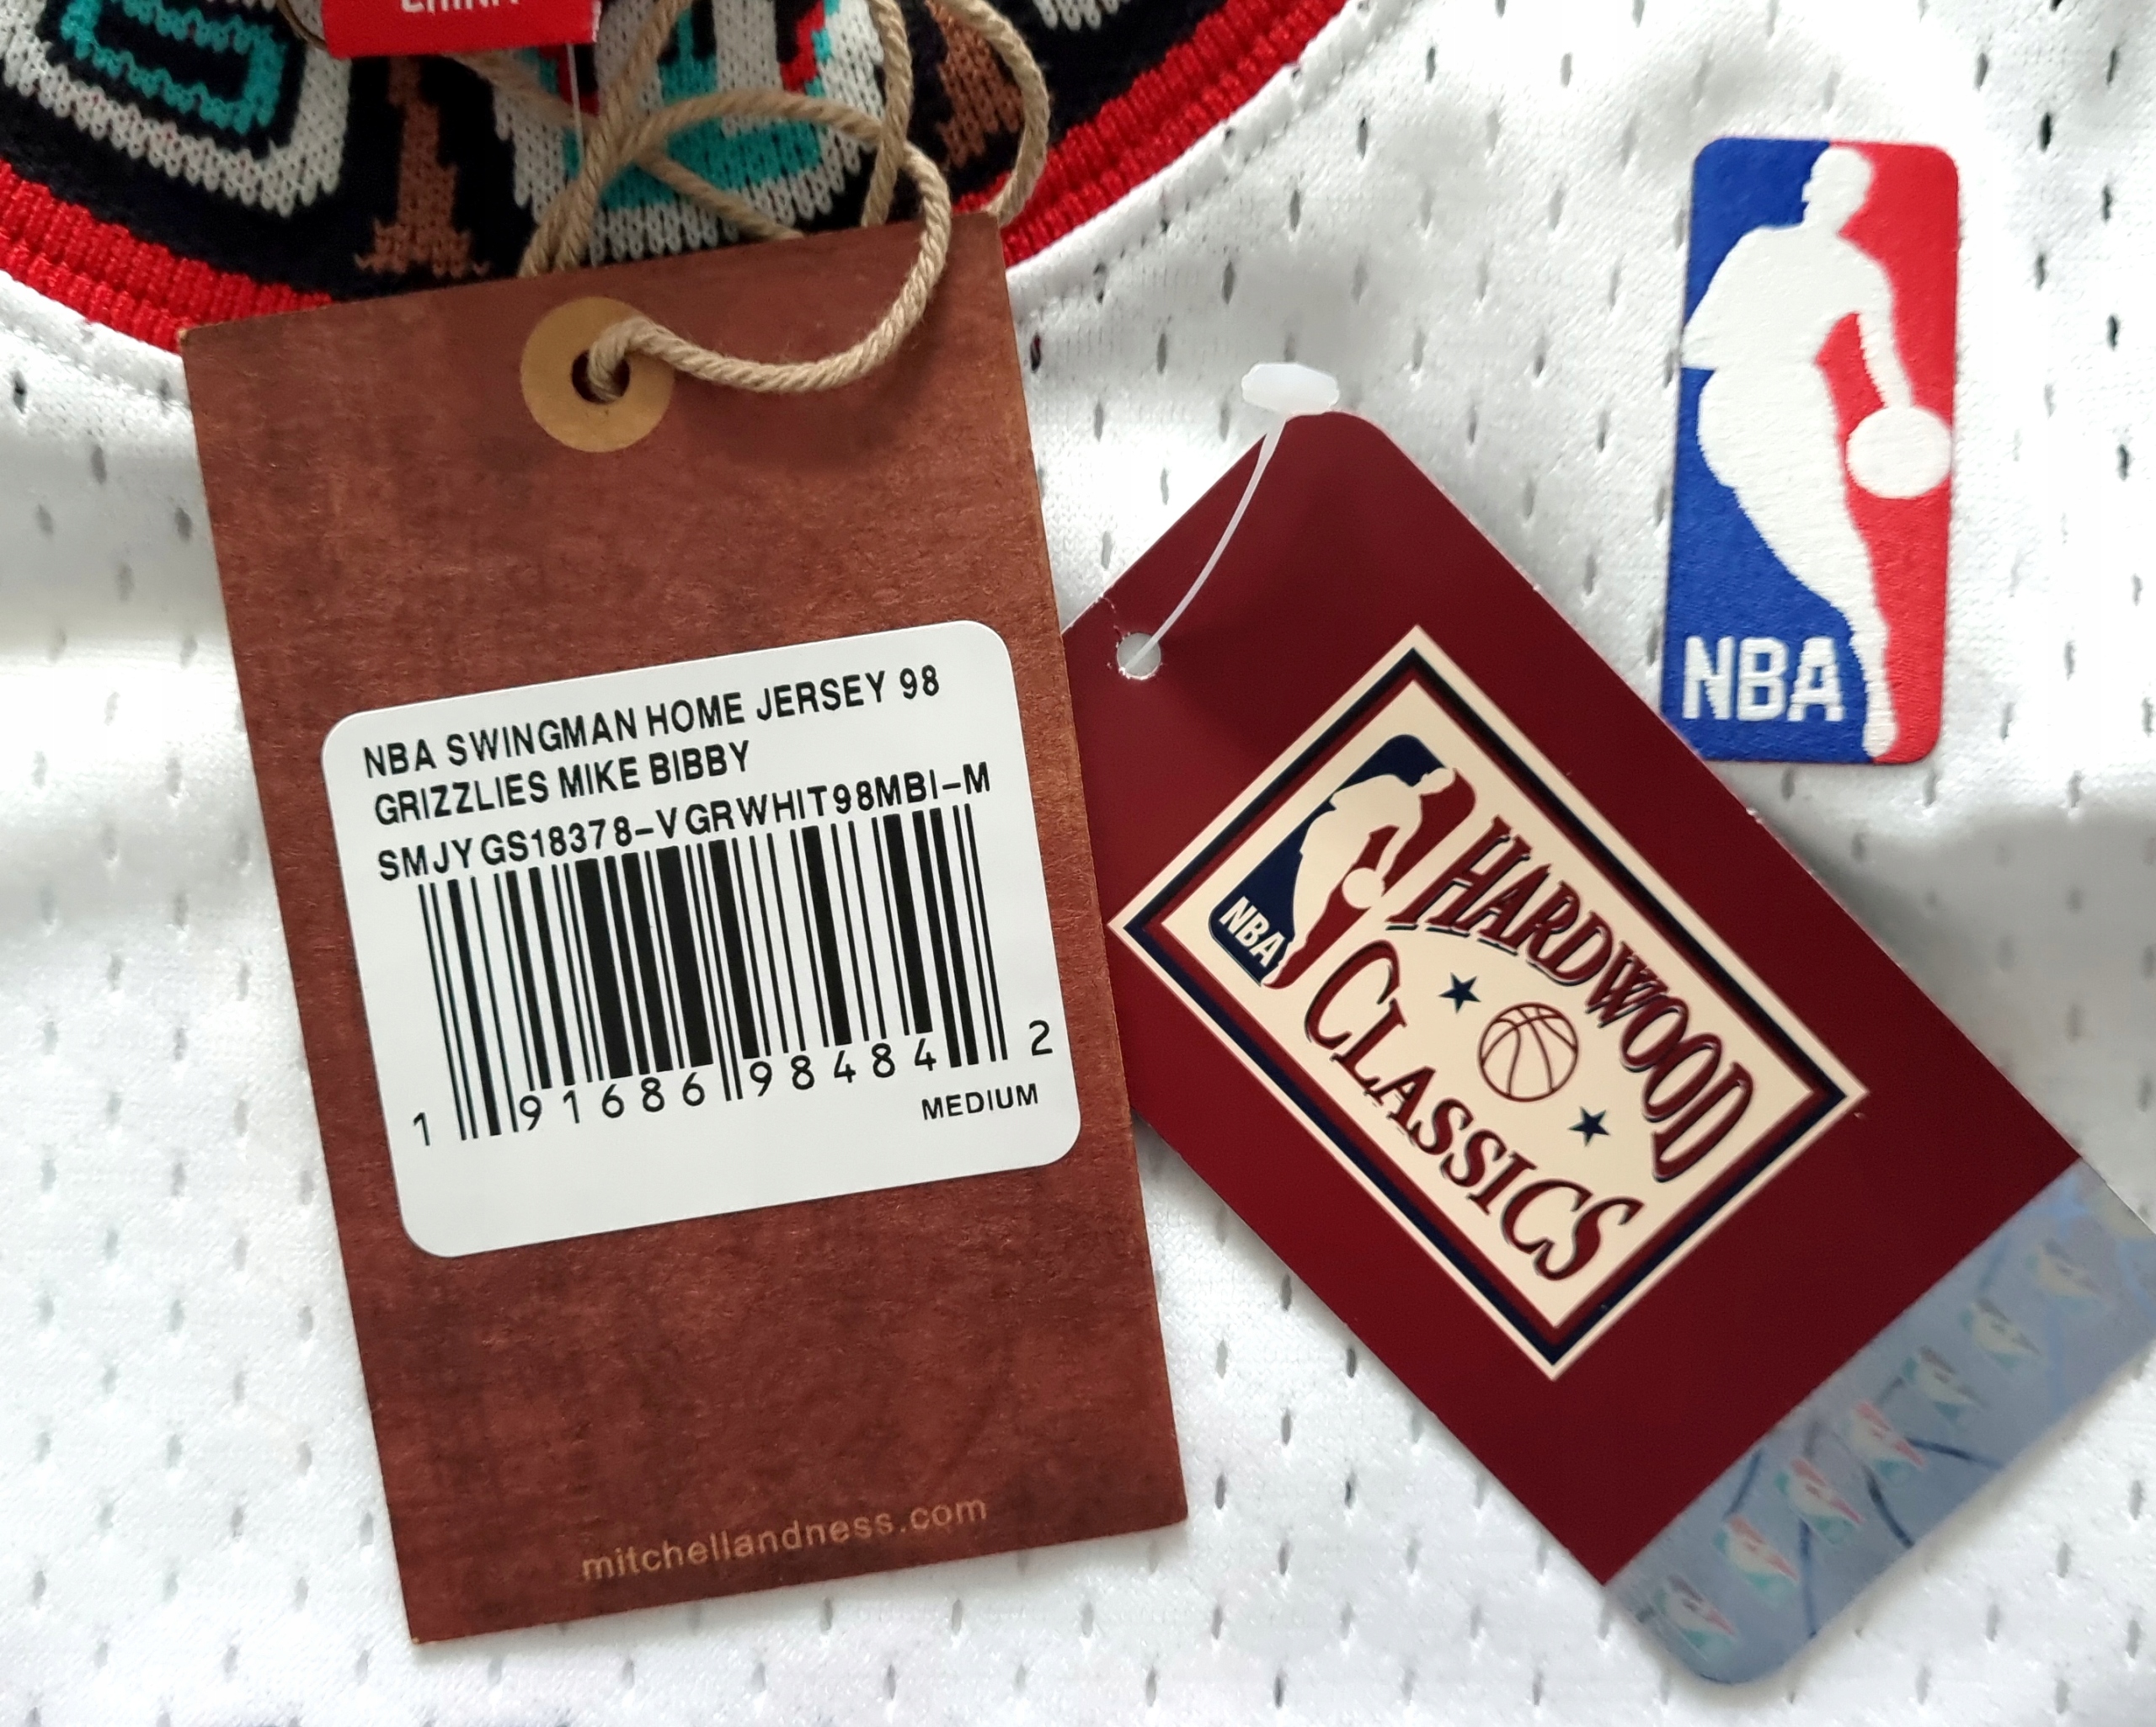 CHINA
NBA SWINGMAN HOME JERSEY 98
GRIZZLIES MIKE BIBBY
SMJYGS18378-VGRWHIT98MBI-M
1 91686 98484 2
MEDIUM
mitchellandness.com
NBA
HARDWOOD
CLASSICS
NBA